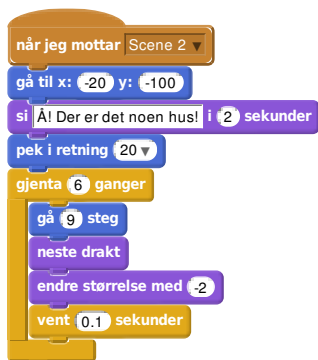 når jeg mottar Scene 2
gå til x: -20 y: -100
si Å! Der er det noen hus! i 2 sekunder
pek i retning 20
gjenta 6 ganger
gå 9 steg
neste drakt
endre størrelse med -2
vent 0.1 sekunder